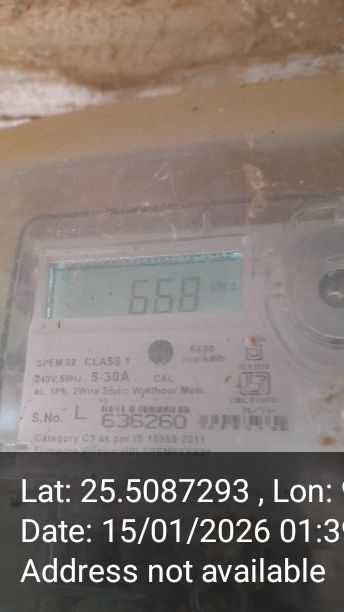 668 kWh
SPEM 02 CLASS 1
6400 imp/kWh
240V, 50Hz, 5-30A CAL
ac, 1Ph, 2Wire Static Watthour Meter
S.No. L 636260
Category C1 as per IS 15959:2011
Lat: 25.5087293 , Lon:
Date: 15/01/2026 01:39
Address not available